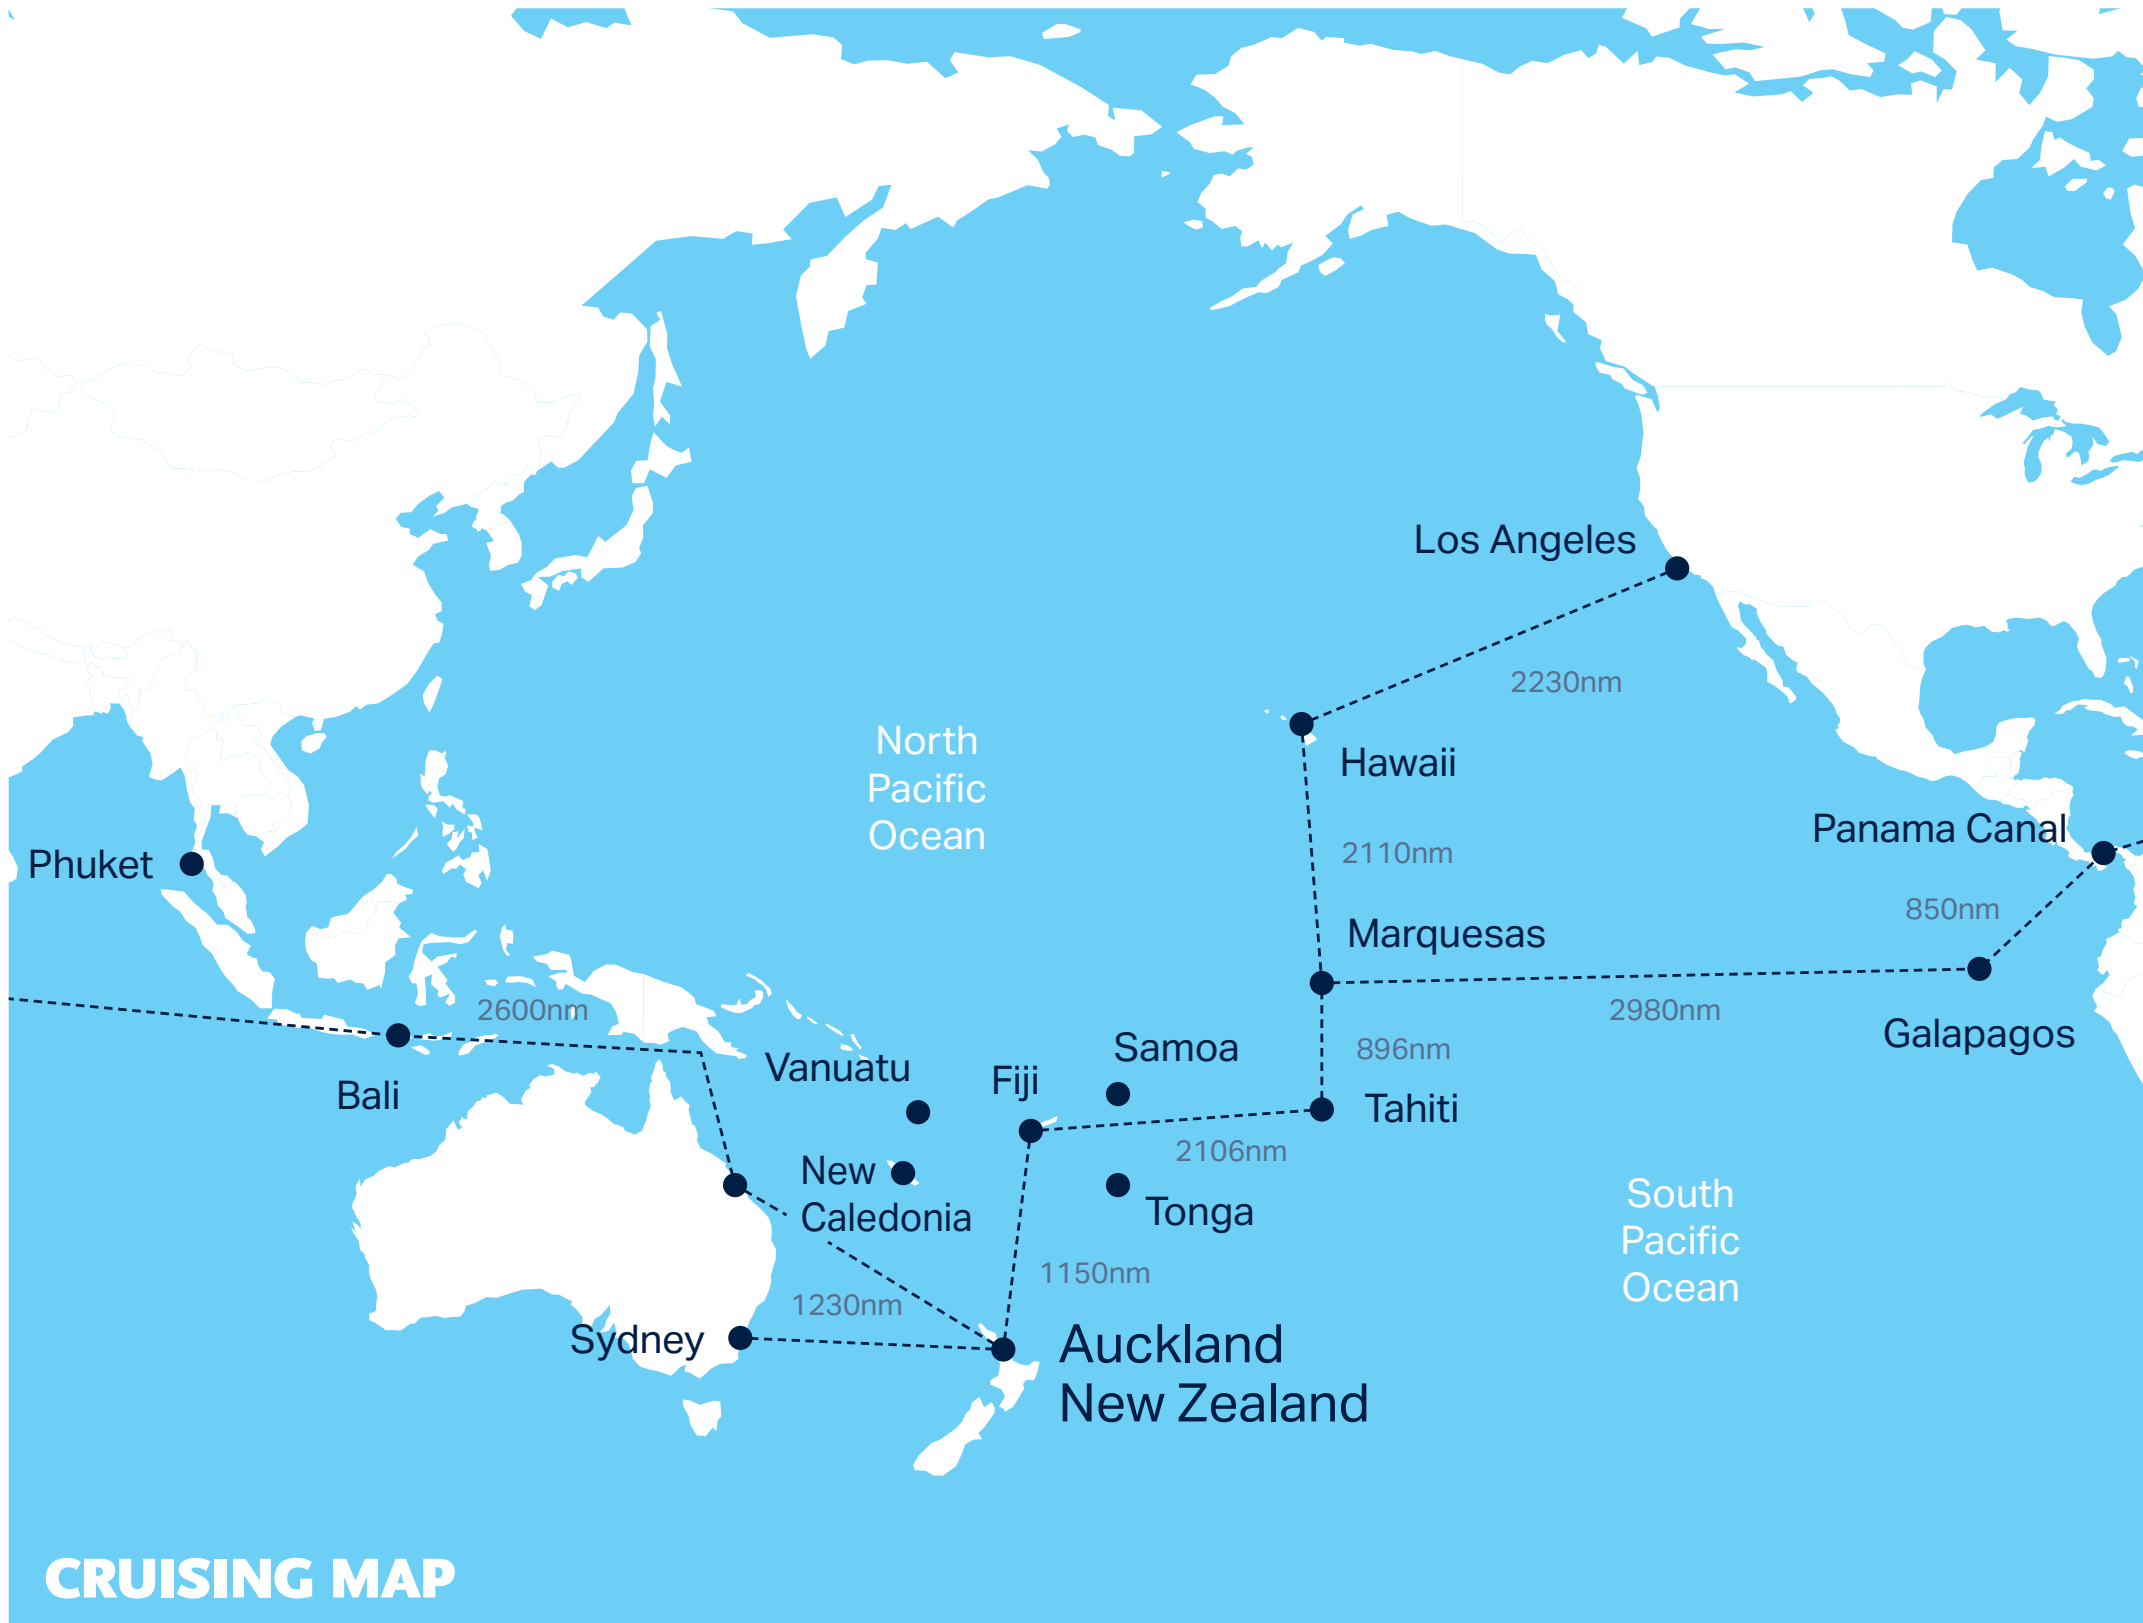 Los Angeles
2230nm
North
Pacific
Ocean
Hawaii
Panama Canal
2110nm
Phuket
850nm
Marquesas
2600nm
2980nm
Galapagos
Samoa
896nm
Vanuatu
Fiji
Bali
Tahiti
2106nm
New
Caledonia
Tonga
South
Pacific
Ocean
1150nm
1230nm
Sydney
Auckland
New Zealand
CRUISING MAP